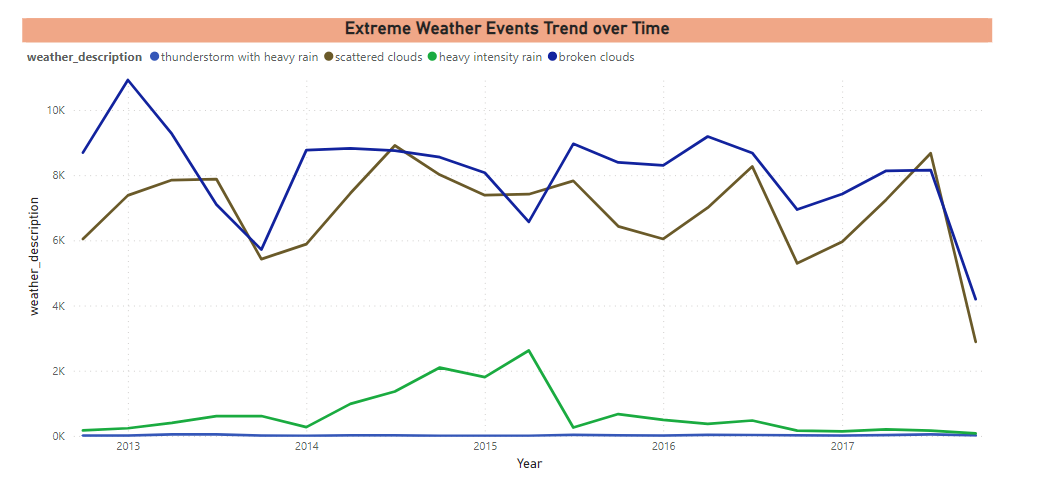 Extreme Weather Events Trend over Time
weather_description thunderstorm with heavy rain scattered clouds heavy intensity rain broken clouds
10K
8K
6K
4K
2K
0K
weather_description
2013 2014 2015 2016 2017
Year